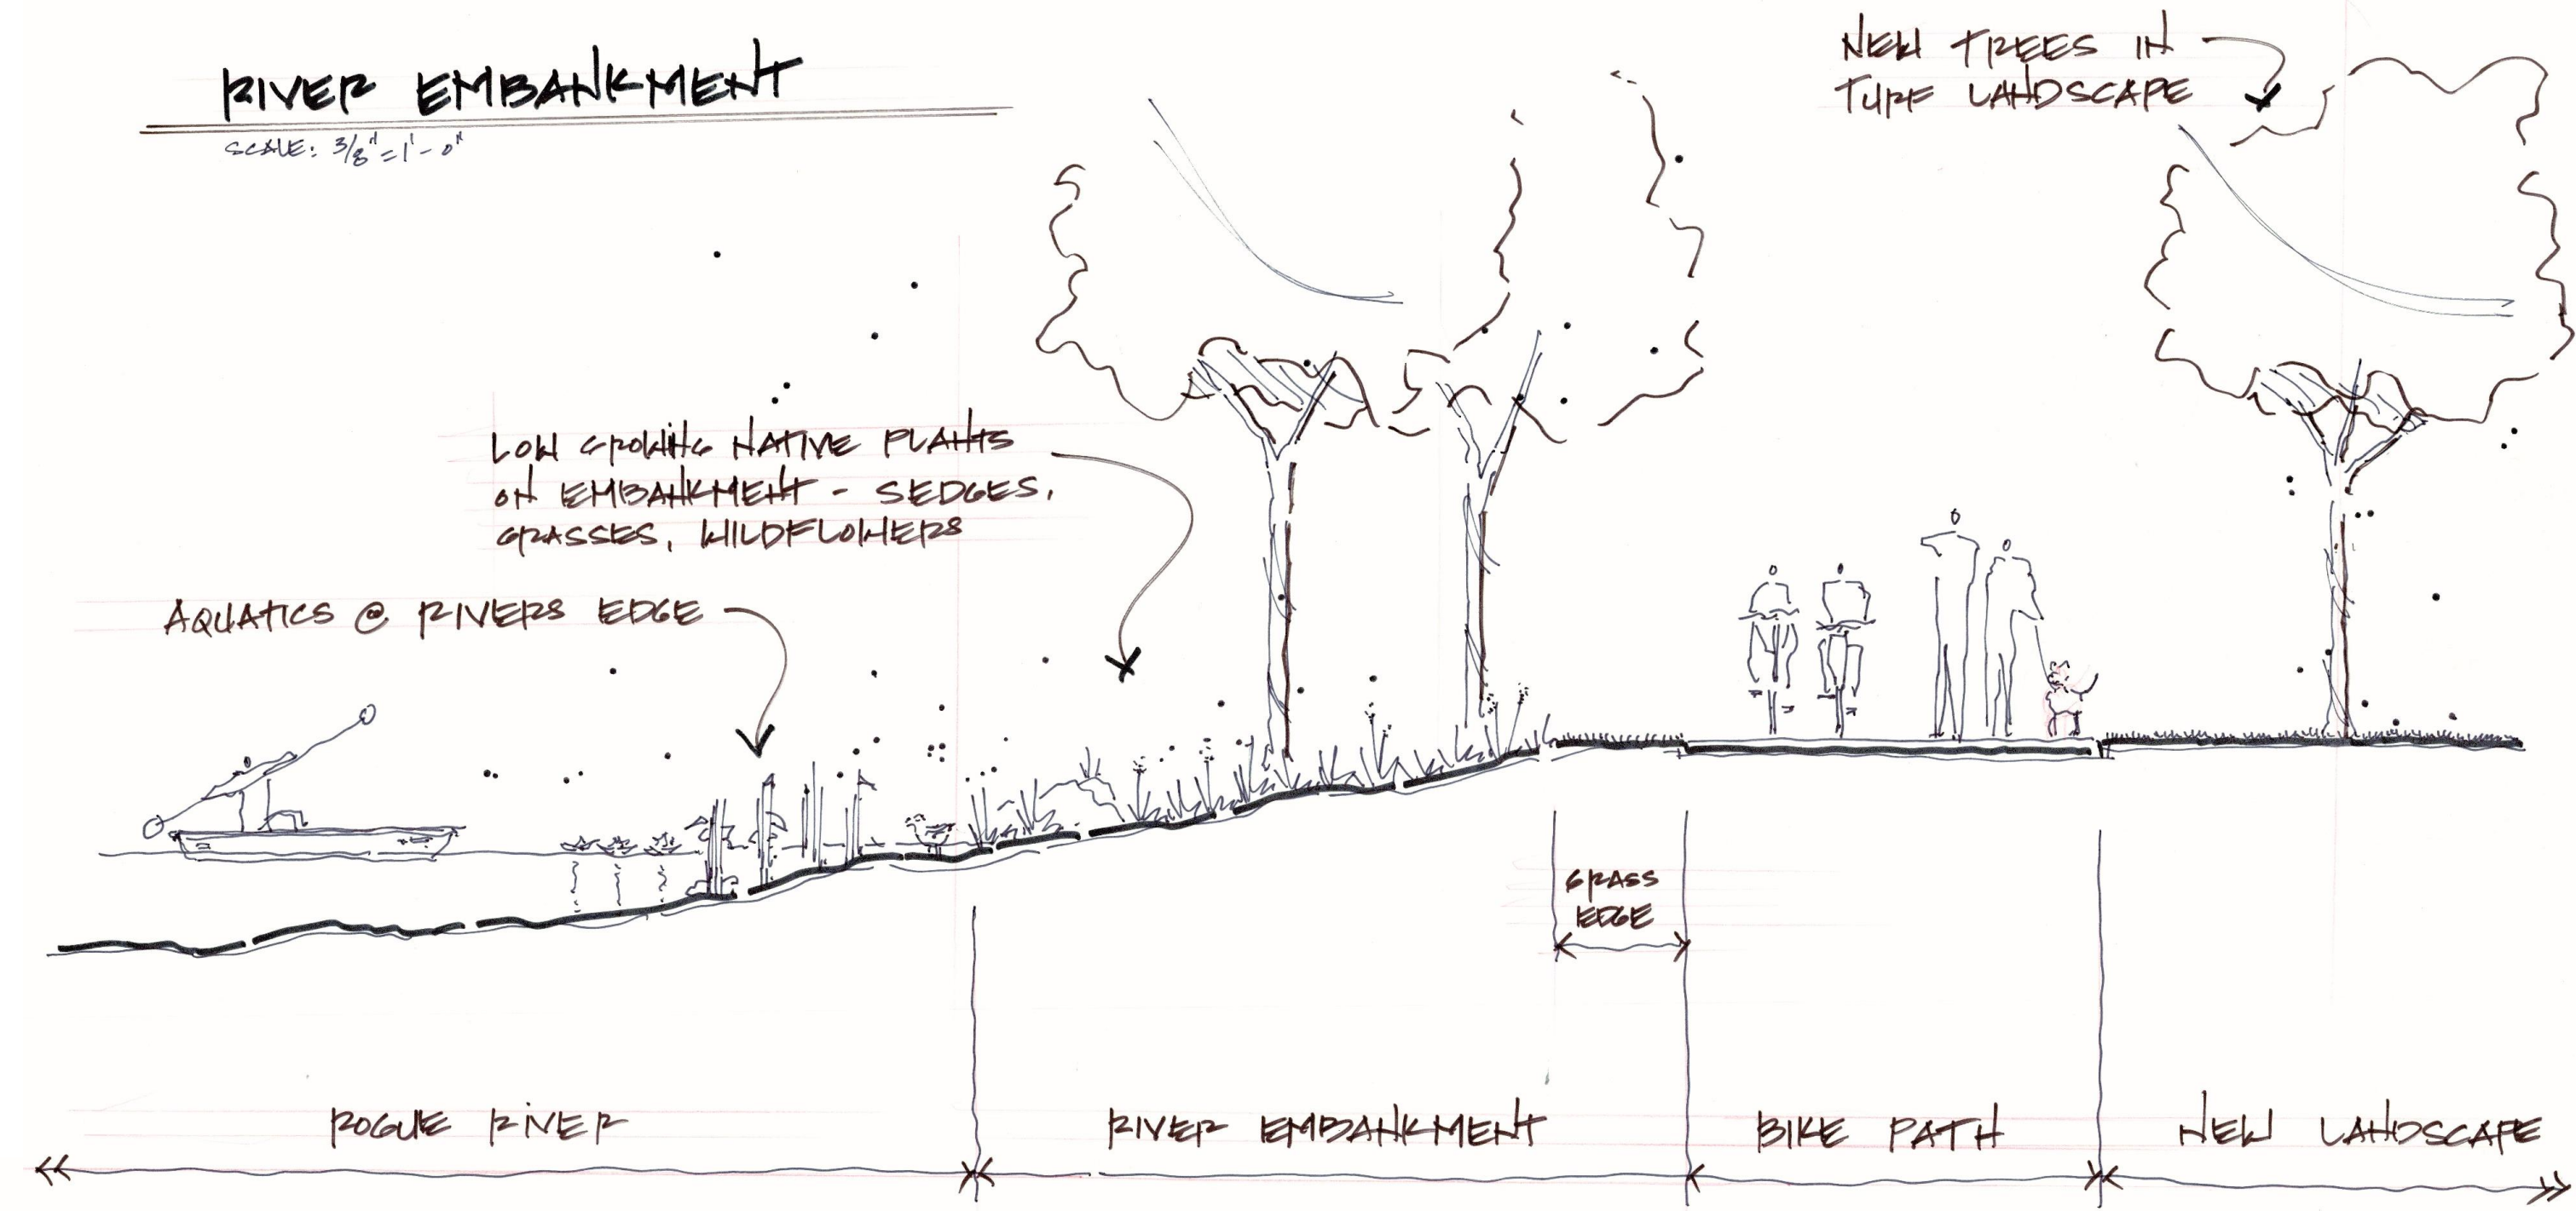 RIVER EMBANKMENT
SCALE: 3/8" = 1' - 0"
NEW TREES IN
TURF LANDSCAPE
LOW GROWING NATIVE PLANTS
ON EMBANKMENT - SEDGES,
GRASSES, WILDFLOWERS
AQUATICS @ RIVERS EDGE
GRASS
EDGE
ROGUE RIVER
RIVER EMBANKMENT
BIKE PATH
NEW LANDSCAPE